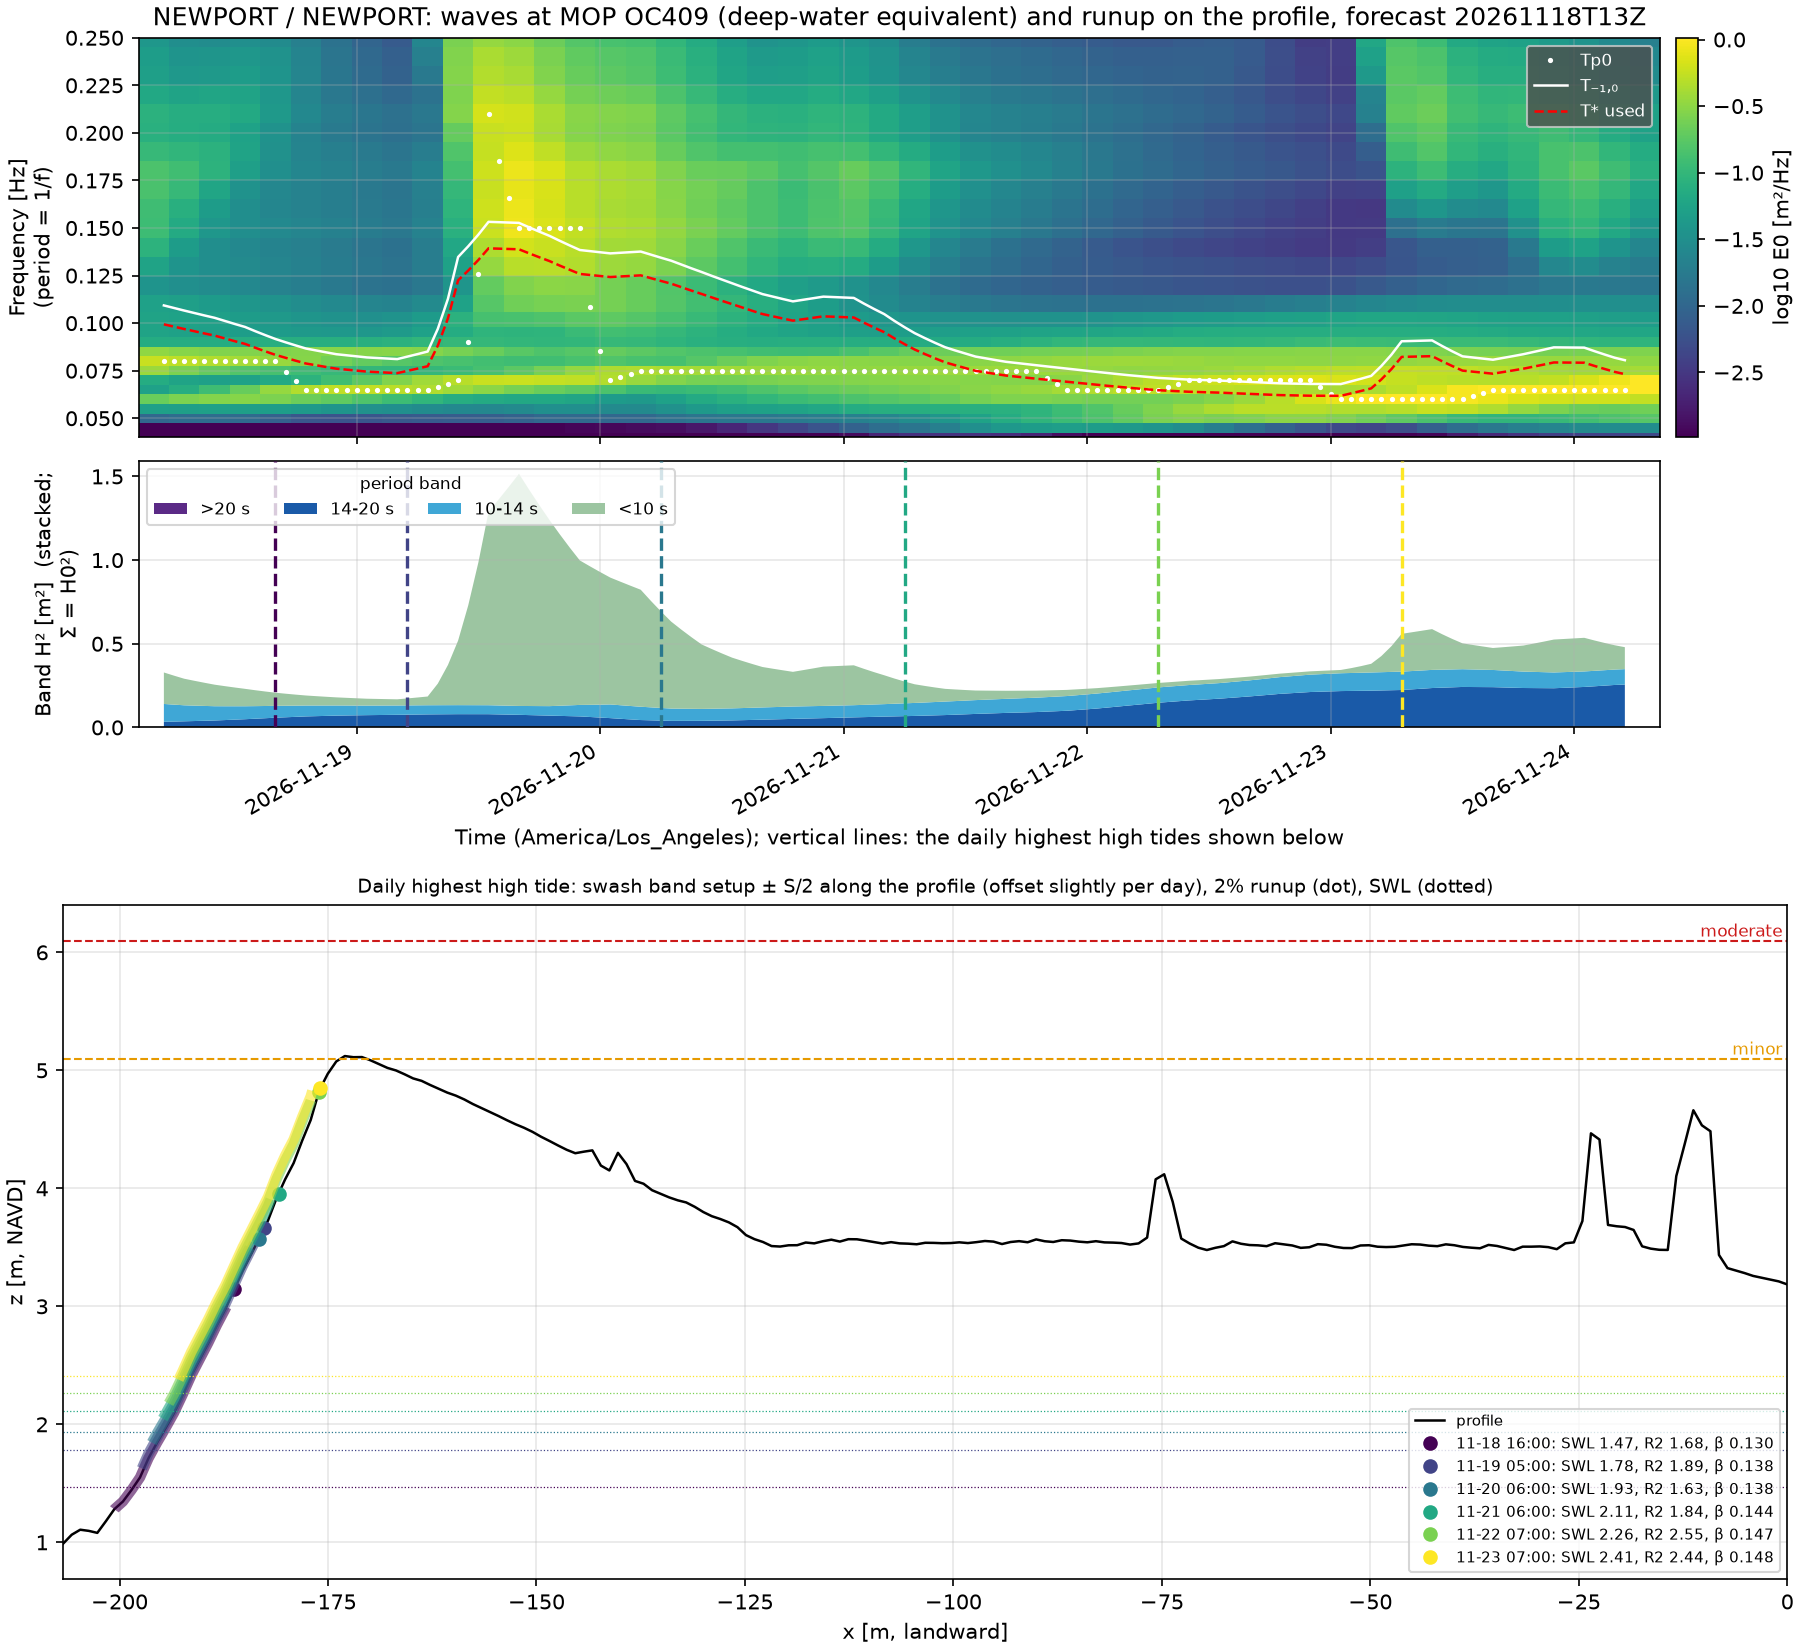 NEWPORT / NEWPORT: waves at MOP OC409 (deep-water equivalent) and runup on the profile, forecast 20261118T13Z
Frequency [Hz]
(period = 1/f)
0.250
0.225
0.200
0.175
0.150
0.125
0.100
0.075
0.050
Tp0
T₋₁,₀
T* used
0.0
−0.5
−1.0
−1.5
−2.0
−2.5
log10 E0 [m²/Hz]
Band H² [m²]  (stacked;
Σ = H0²)
1.5
1.0
0.5
0.0
period band
>20 s
14-20 s
10-14 s
<10 s
2026-11-19
2026-11-20
2026-11-21
2026-11-22
2026-11-23
2026-11-24
Time (America/Los_Angeles); vertical lines: the daily highest high tides shown below
Daily highest high tide: swash band setup ± S/2 along the profile (offset slightly per day), 2% runup (dot), SWL (dotted)
z [m, NAVD]
6
5
4
3
2
1
moderate
minor
profile
11-18 16:00: SWL 1.47, R2 1.68, β 0.130
11-19 05:00: SWL 1.78, R2 1.89, β 0.138
11-20 06:00: SWL 1.93, R2 1.63, β 0.138
11-21 06:00: SWL 2.11, R2 1.84, β 0.144
11-22 07:00: SWL 2.26, R2 2.55, β 0.147
11-23 07:00: SWL 2.41, R2 2.44, β 0.148
−200
−175
−150
−125
−100
−75
−50
−25
0
x [m, landward]